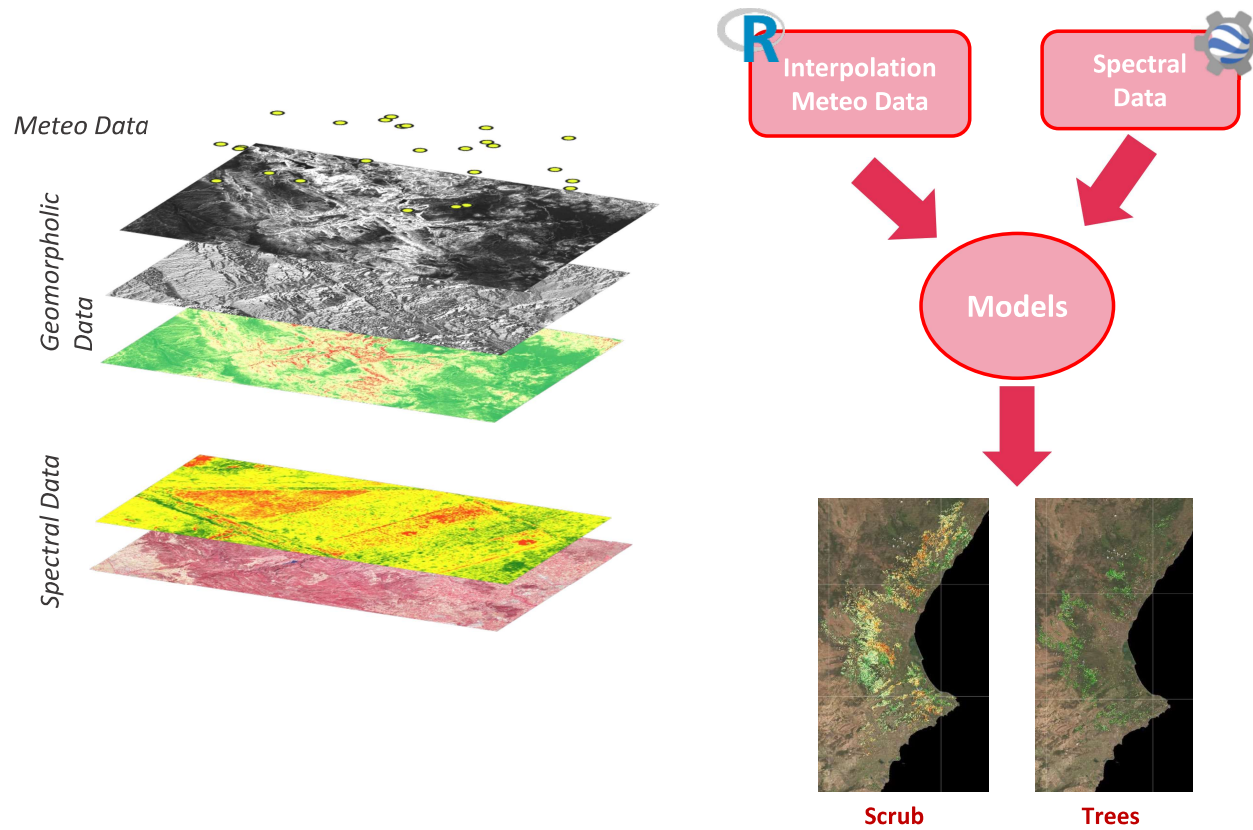 Meteo Data
Geomorpholic
Data
Spectral Data
R
Interpolation
Meteo Data
Spectral
Data
Models
Scrub
Trees